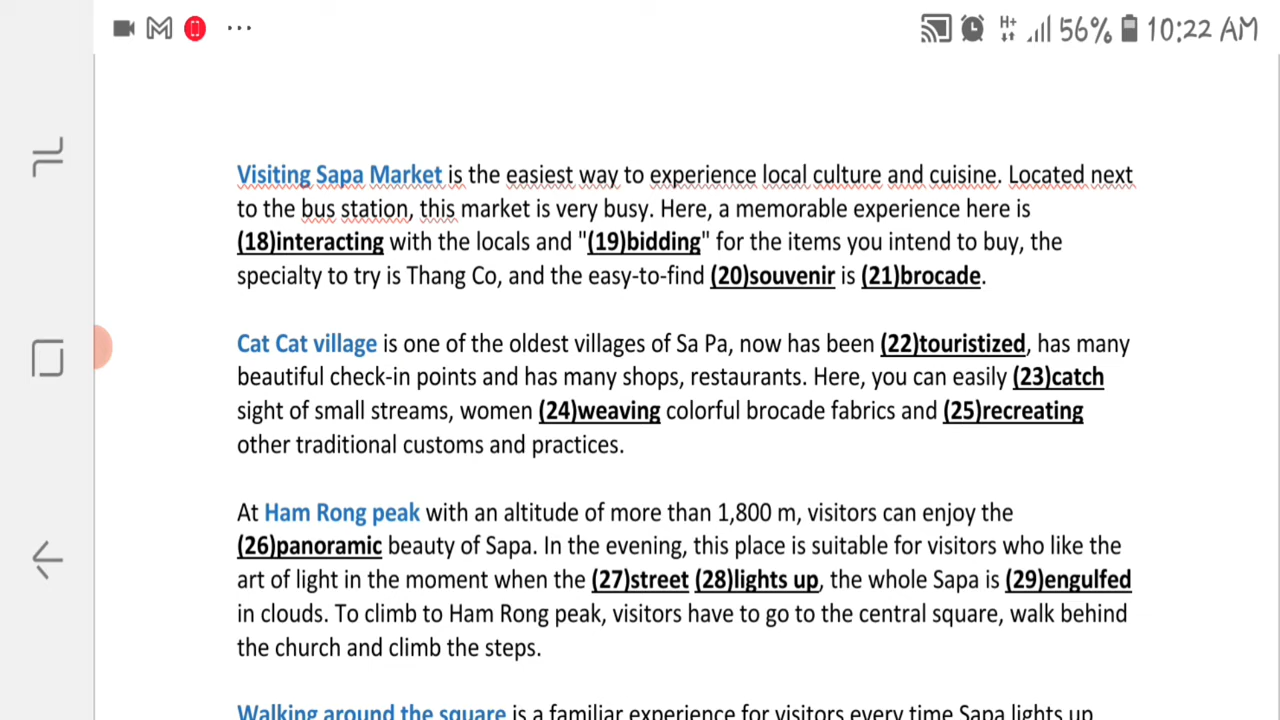 H+ 56% 10:22 AM
Visiting Sapa Market is the easiest way to experience local culture and cuisine. Located next
to the bus station, this market is very busy. Here, a memorable experience here is
(18)interacting with the locals and "(19)bidding" for the items you intend to buy, the
specialty to try is Thang Co, and the easy-to-find (20)souvenir is (21)brocade.
Cat Cat village is one of the oldest villages of Sa Pa, now has been (22)touristized, has many
beautiful check-in points and has many shops, restaurants. Here, you can easily (23)catch
sight of small streams, women (24)weaving colorful brocade fabrics and (25)recreating
other traditional customs and practices.
At Ham Rong peak with an altitude of more than 1,800 m, visitors can enjoy the
(26)panoramic beauty of Sapa. In the evening, this place is suitable for visitors who like the
art of light in the moment when the (27)street (28)lights up, the whole Sapa is (29)engulfed
in clouds. To climb to Ham Rong peak, visitors have to go to the central square, walk behind
the church and climb the steps.
Walking around the square is a familiar experience for visitors every time Sapa lights up